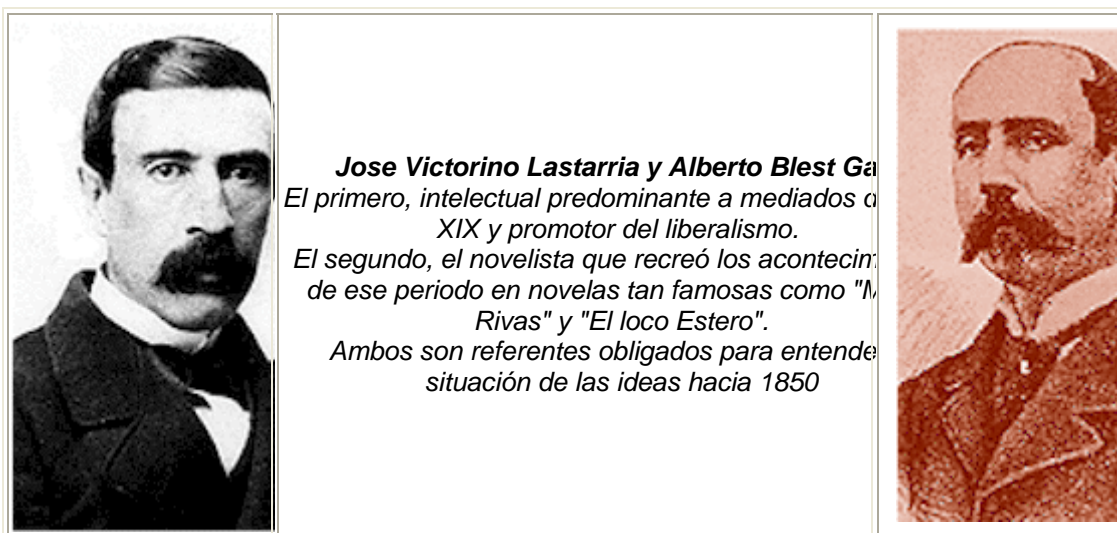 Jose Victorino Lastarria y Alberto Blest Ga
El primero, intelectual predominante a mediados
XIX y promotor del liberalismo.
El segundo, el novelista que recreó los acontecim
de ese periodo en novelas tan famosas como "M
Rivas" y "El loco Estero".
Ambos son referentes obligados para entende
situación de las ideas hacia 1850